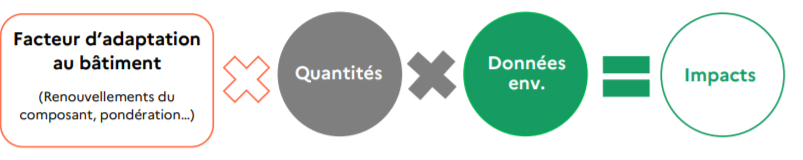 Facteur d’adaptation
au bâtiment
(Renouvellements du
composant, pondération…)
Quantités
Données
env.
Impacts